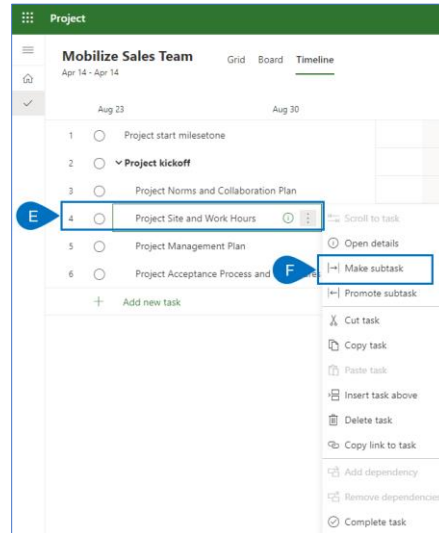 Project
Mobilize Sales Team
Grid Board Timeline
Apr 14 - Apr 14
Aug 23 Aug 30
1 Project start milesetone
2 Project kickoff
3 Project Norms and Collaboration Plan
E 4 Project Site and Work Hours
Scroll to task
5 Project Management Plan
Open details
6 Project Acceptance Process and
F Make subtask
Add new task
Promote subtask
Cut task
Copy task
Paste task
Insert task above
Delete task
Copy link to task
Add dependency
Remove dependencies
Complete task